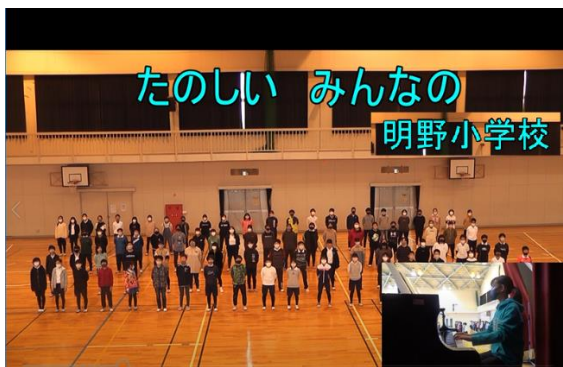 たのしい みんなの
明野小学校